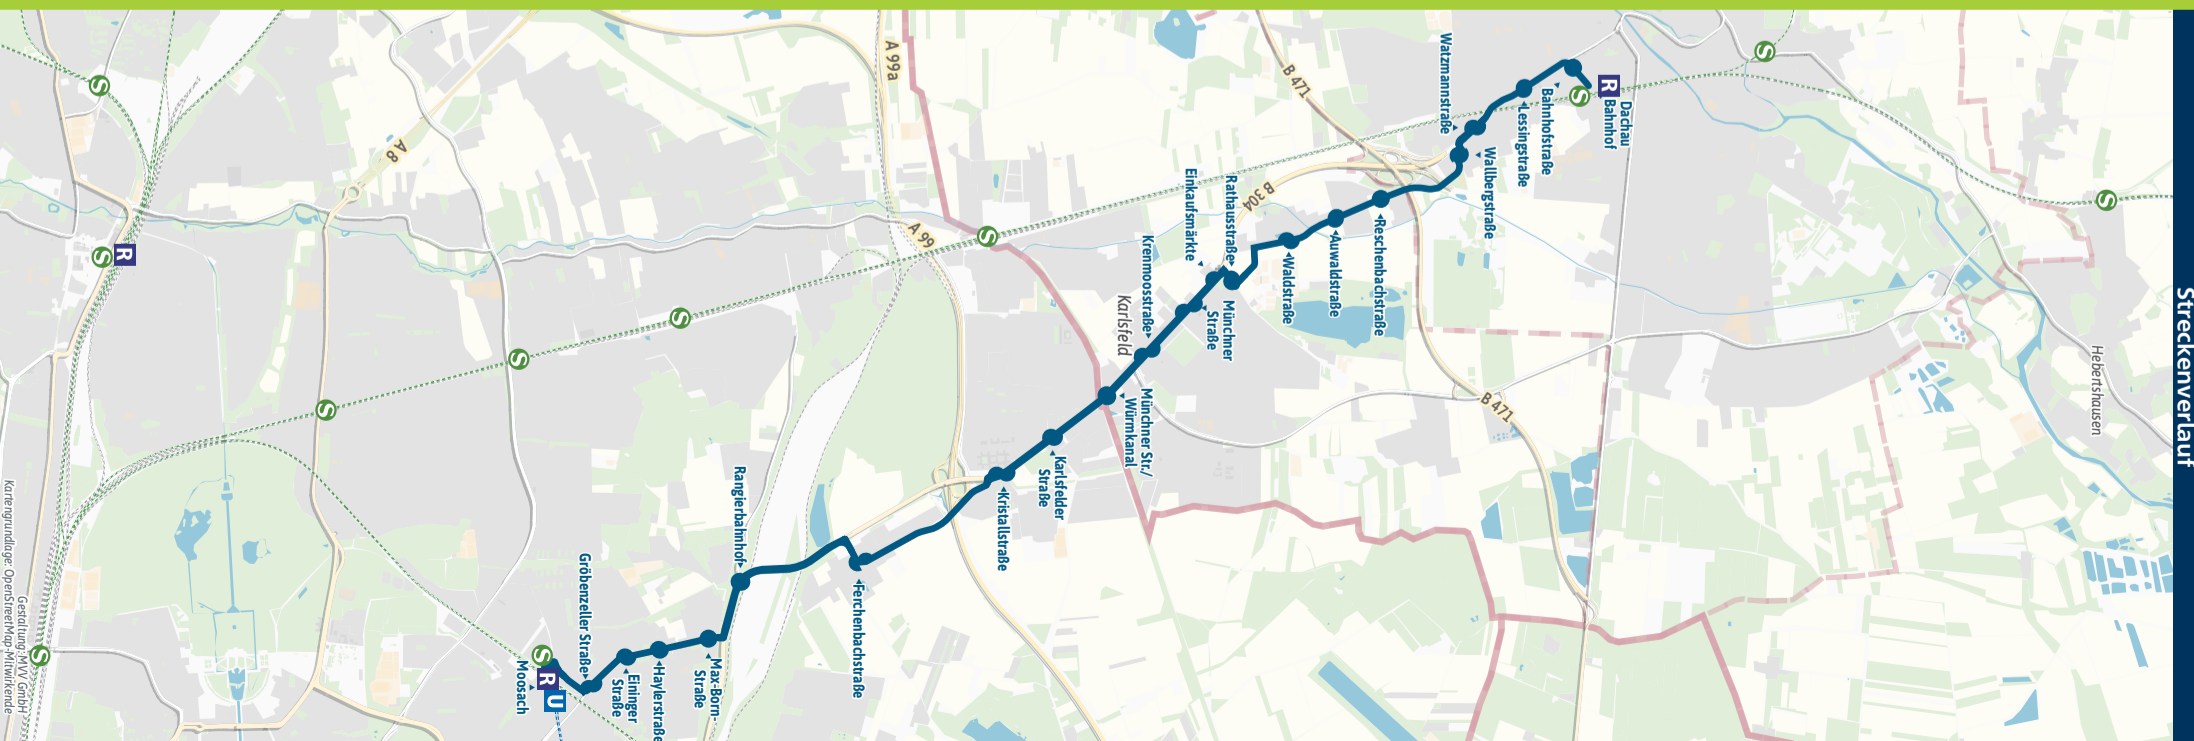 Streckenverlauf
Hebertshausen
Dachau
Bahnhof
R
S
Bahnhofstraße
Lessingstraße
Watzmannstraße
Wallbergstraße
Reschenbachstraße
Auwaldstraße
Waldstraße
Rathausstraße
Einkaufsmärkte
Münchner
Straße
Krenmoosstraße
Karlsfeld
Münchner Str./
Würmkanal
Karlsfelder
Straße
Kristallstraße
Ferchenbachstraße
Rangierbahnhof
Max-Born-
Straße
Haylerstraße
Eininger
Straße
Gröbenzeller Straße
Moosach
S
R
U
B 471
B 471
B 304
A 99
A 99a
A 8
S
S
S
S
S
S
S
S
R
S
Gestaltung: MVV GmbH
Kartengrundlage: OpenStreetMap-Mitwirkende